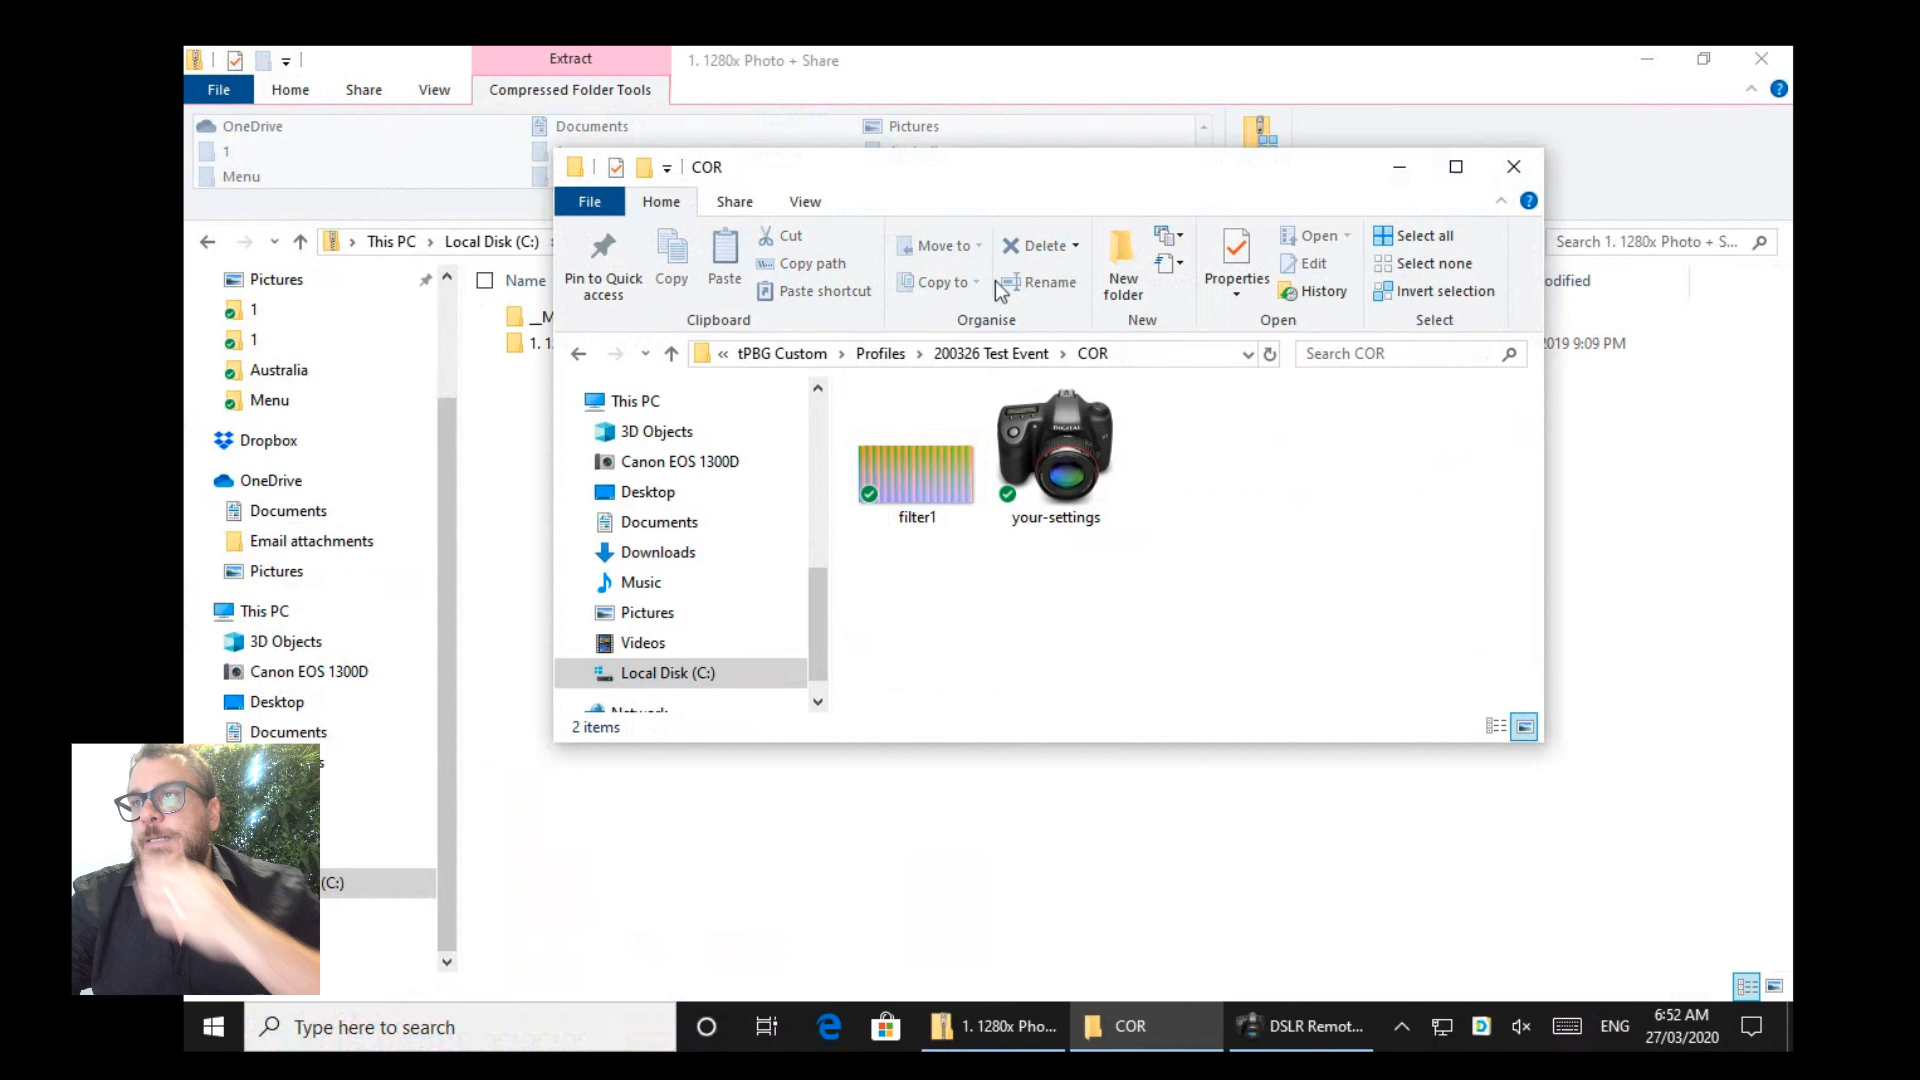 Extract
1. 1280x Photo + Share
File
Home
Share
View
Compressed Folder Tools
OneDrive
Documents
Pictures
1
Menu
This PC
Local Disk (C:)
Search 1. 1280x Photo + S...
Pictures
1
1
Australia
Menu
Dropbox
OneDrive
Documents
Email attachments
Pictures
This PC
3D Objects
Canon EOS 1300D
Desktop
Documents
(C:)
Name
__M
1. 1
odified
2019 9:09 PM
COR
File
Home
Share
View
Pin to Quick
access
Copy
Paste
Cut
Copy path
Paste shortcut
Clipboard
Move to
Copy to
Delete
Rename
Organise
New
folder
New
Properties
Open
Edit
History
Open
Select all
Select none
Invert selection
Select
« tPBG Custom > Profiles > 200326 Test Event > COR
Search COR
This PC
3D Objects
Canon EOS 1300D
Desktop
Documents
Downloads
Music
Pictures
Videos
Local Disk (C:)
Network
DIGITAL
filter1
your-settings
2 items
Type here to search
1. 1280x Pho...
COR
DSLR Remot...
ENG
6:52 AM
27/03/2020